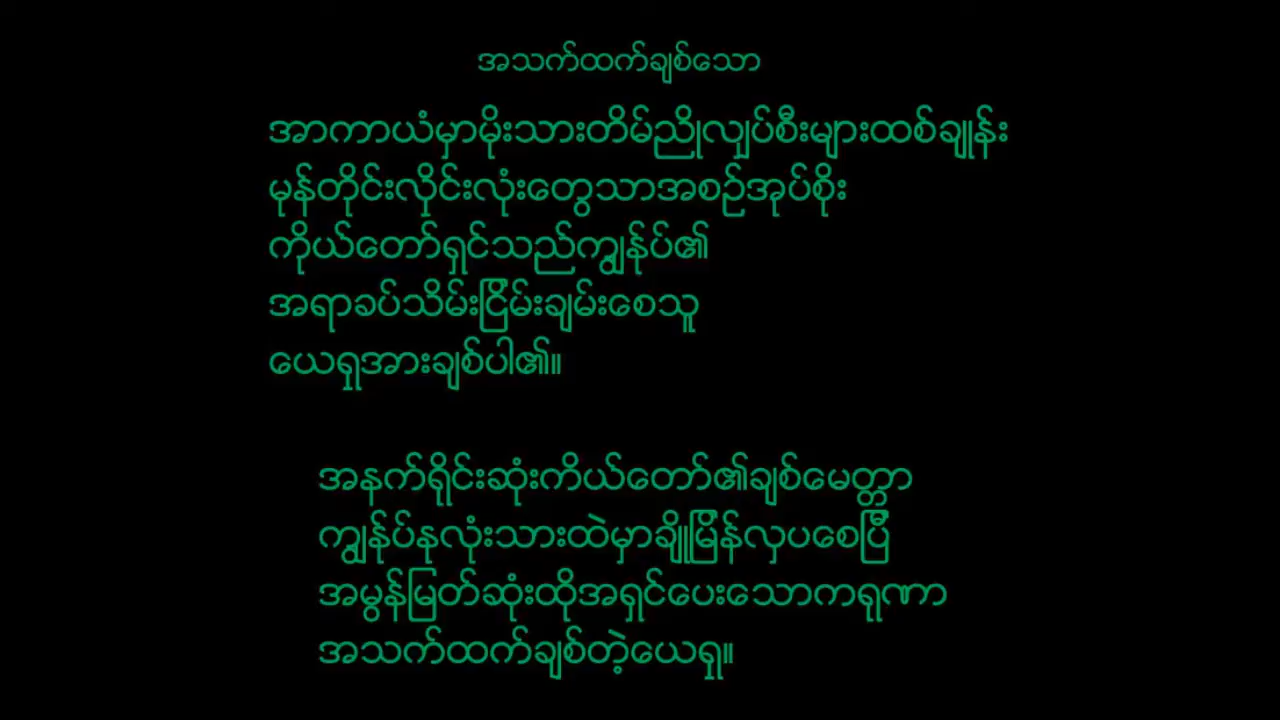 အသက်ထက်ချစ်သော
အာကာယံမှာမိုးသားတိမ်ညိုလျှပ်စီးများထစ်ချုန်း
မုန်တိုင်းလှိုင်းလုံးတွေသာအစဉ်အုပ်စိုး
ကိုယ်တော်ရှင်သည်ကျွန်ုပ်၏
အရာခပ်သိမ်းငြိမ်းချမ်းစေသူ
ယေရှုအားချစ်ပါ၏။
အနက်ရှိုင်းဆုံးကိယ်တော်၏ချစ်မေတ္တာ
ကျွန်ုပ်နှလုံးသားထဲမှာချိုမြိန်လှပစေပြီ
အမွန်မြတ်ဆုံးထိုအရှင်ပေးသောကရုဏာ
အသက်ထက်ချစ်တဲ့ယေရှု။